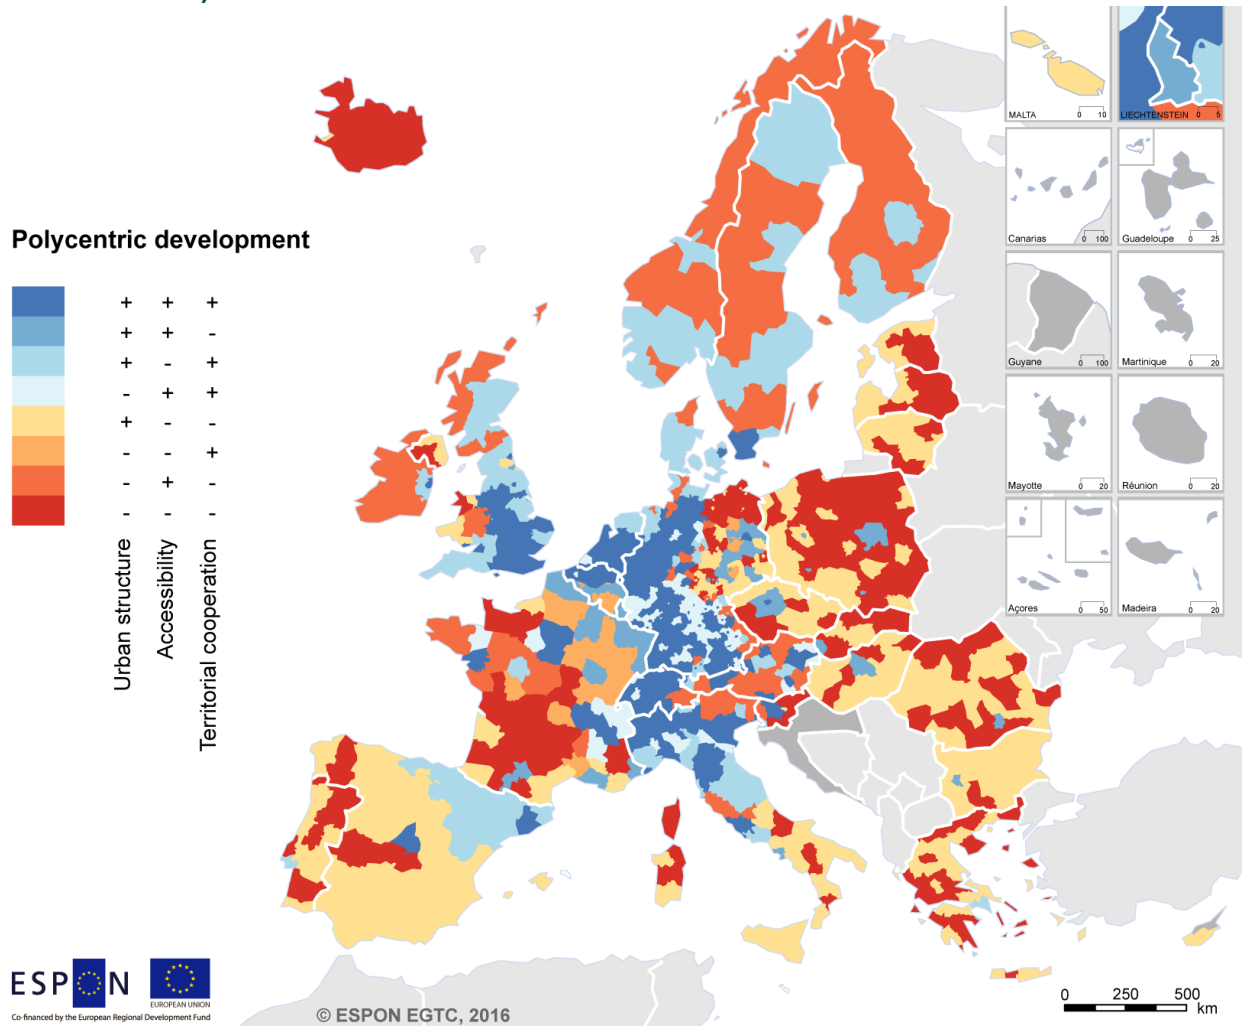 MALTA
0 10
LIECHTENSTEIN 0 5
Canarias
0 100
Guadeloupe
0 25
Polycentric development
+ + +
+ + -
+ - +
- + +
+ - -
- - +
- + -
- - -
Urban structure
Accessibility
Territorial cooperation
Guyane
0 100
Martinique
0 20
Mayotte
0 20
Réunion
0 20
Açores
0 50
Madeira
0 20
ESPON
EUROPEAN UNION
Co-financed by the European Regional Development Fund
© ESPON EGTC, 2016
0 250 500
km